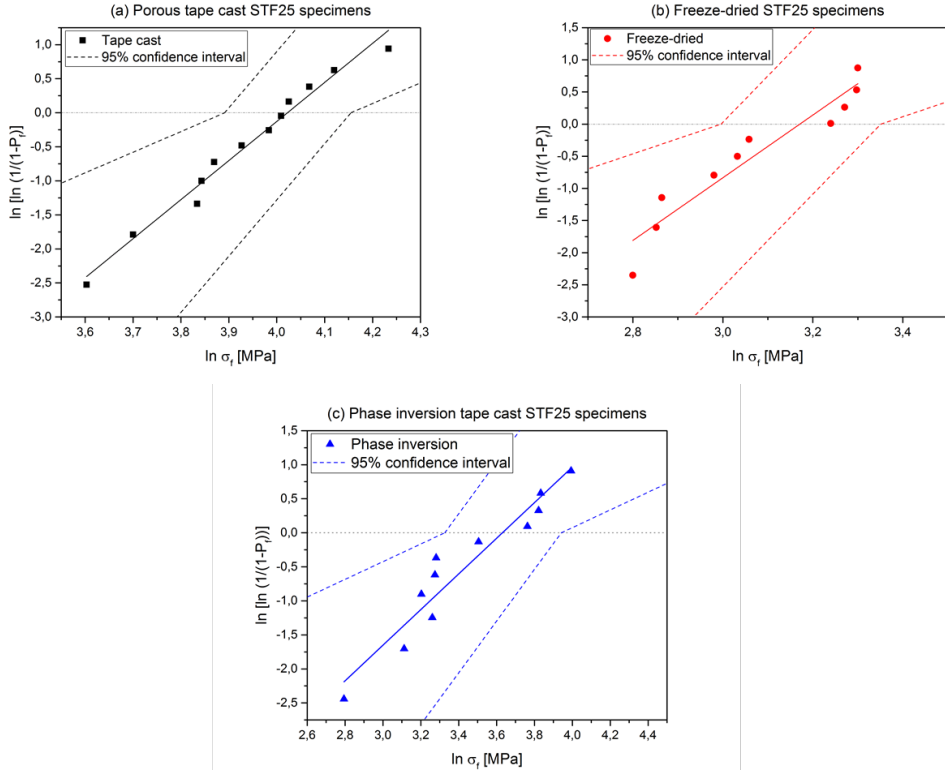 (a) Porous tape cast STF25 specimens
Tape cast
95% confidence interval
1,0
0,5
0,0
-0,5
-1,0
-1,5
-2,0
-2,5
-3,0
ln [ln (1/(1-Pf)]
3,6 3,7 3,8 3,9 4,0 4,1 4,2 4,3
ln σf [MPa]
(b) Freeze-dried STF25 specimens
Freeze-dried
95% confidence interval
1,5
1,0
0,5
0,0
-0,5
-1,0
-1,5
-2,0
-2,5
-3,0
ln [ln (1/(1-Pf)]
2,8 3,0 3,2 3,4
ln σf [MPa]
(c) Phase inversion tape cast STF25 specimens
Phase inversion
95% confidence interval
1,5
1,0
0,5
0,0
-0,5
-1,0
-1,5
-2,0
-2,5
ln [ln (1/(1-Pf))]
2,6 2,8 3,0 3,2 3,4 3,6 3,8 4,0 4,2 4,4
ln σf [MPa]